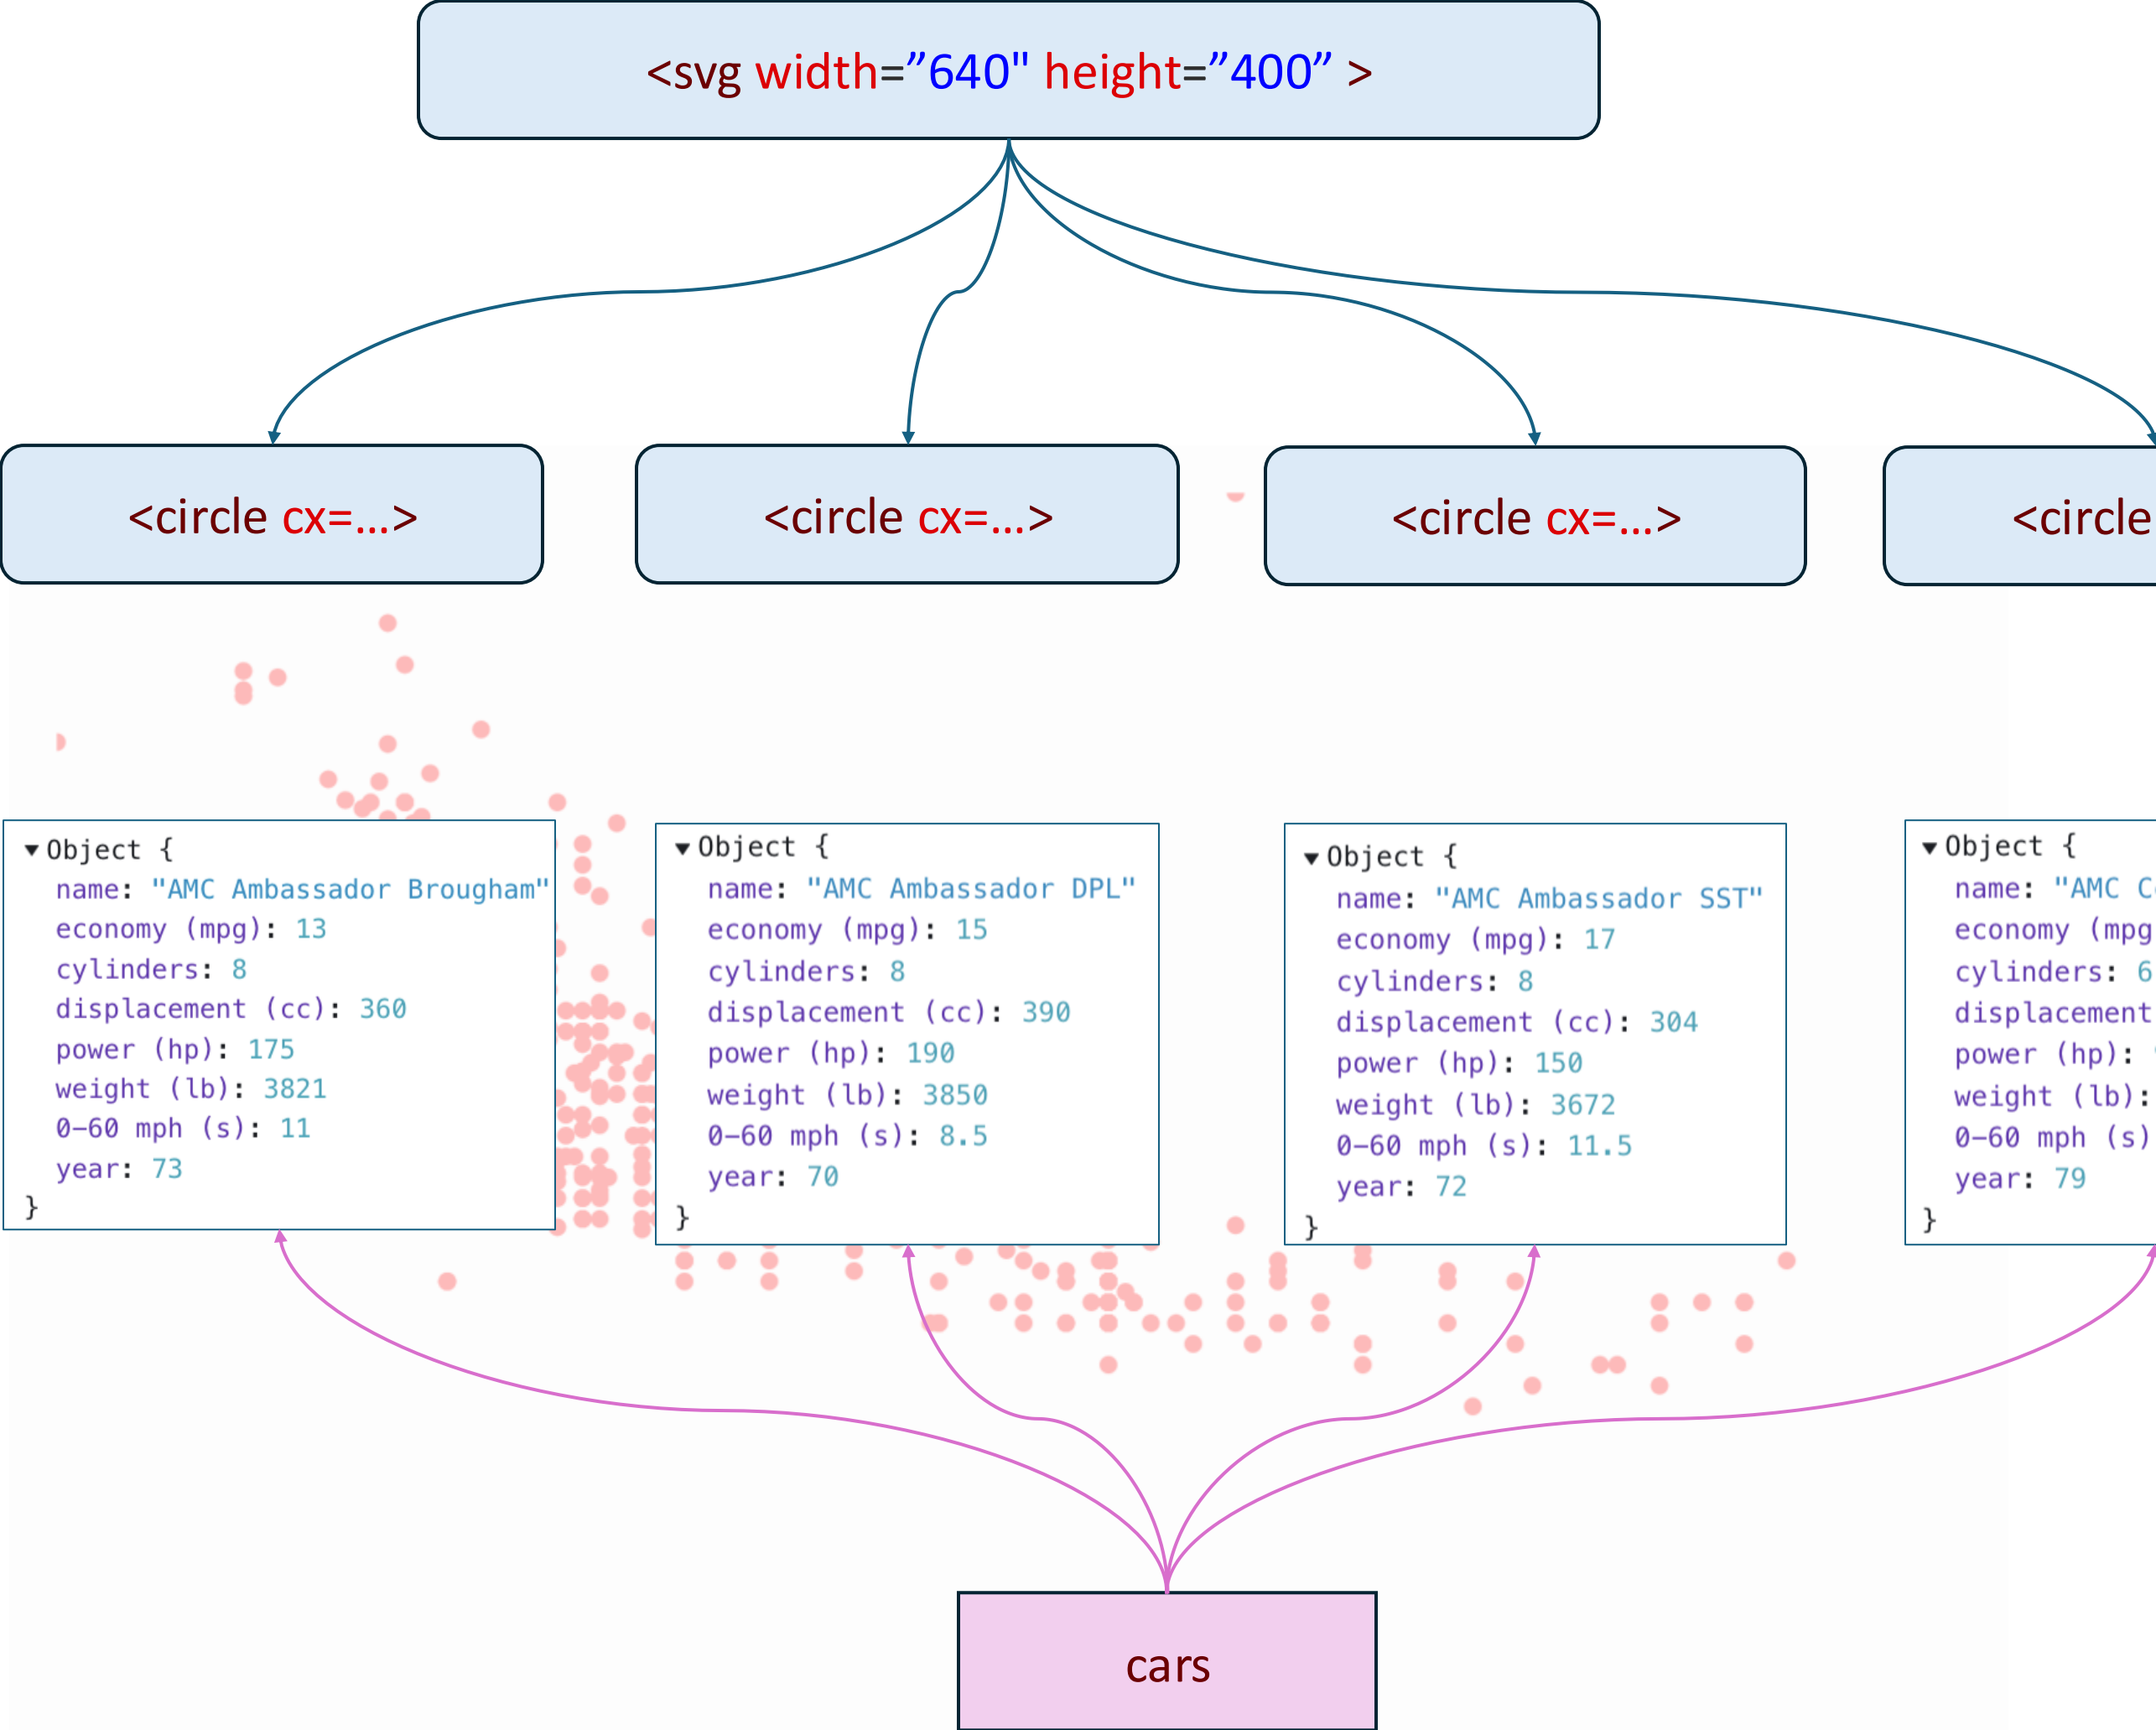 <svg width=”640" height=”400” >
<circle cx=...>
<circle cx=...>
<circle cx=...>
<circle
Object {
name: "AMC Ambassador Brougham"
economy (mpg): 13
cylinders: 8
displacement (cc): 360
power (hp): 175
weight (lb): 3821
0–60 mph (s): 11
year: 73
}
Object {
name: "AMC Ambassador DPL"
economy (mpg): 15
cylinders: 8
displacement (cc): 390
power (hp): 190
weight (lb): 3850
0–60 mph (s): 8.5
year: 70
}
Object {
name: "AMC Ambassador SST"
economy (mpg): 17
cylinders: 8
displacement (cc): 304
power (hp): 150
weight (lb): 3672
0–60 mph (s): 11.5
year: 72
}
Object {
name: "AMC
economy (mpg
cylinders: 6
displacement
power (hp):
weight (lb):
0–60 mph (s)
year: 79
}
cars